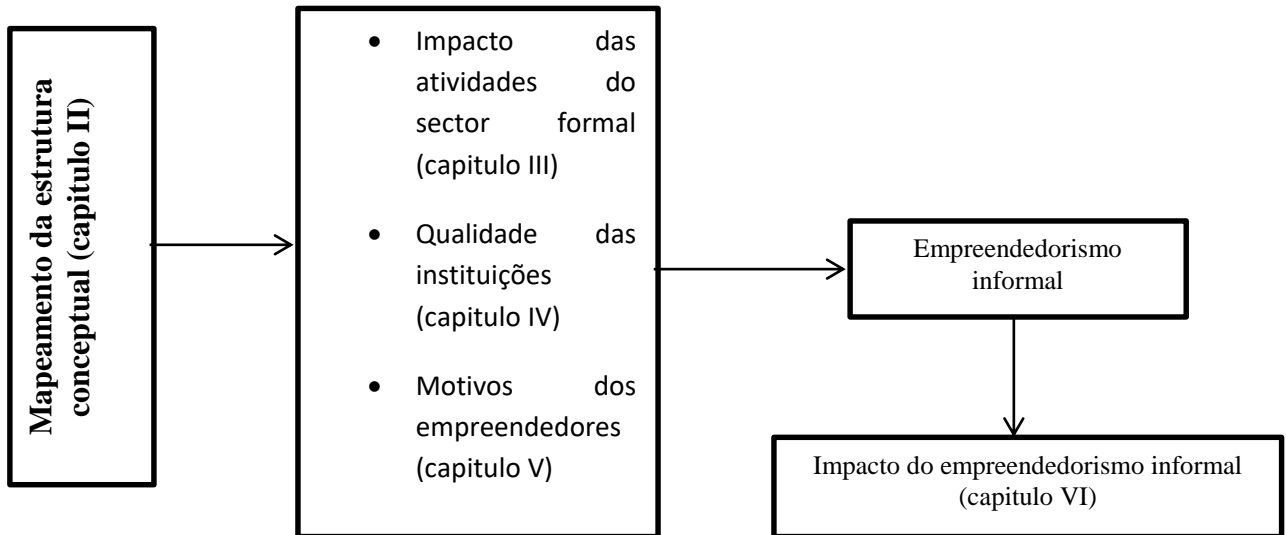 Mapeamento da estrutura
conceptual (capitulo II)
• Impacto das
atividades do
sector formal
(capitulo III)
• Qualidade das
instituições
(capitulo IV)
• Motivos dos
empreendedores
(capitulo V)
Empreendedorismo
informal
Impacto do empreendedorismo informal
(capitulo VI)